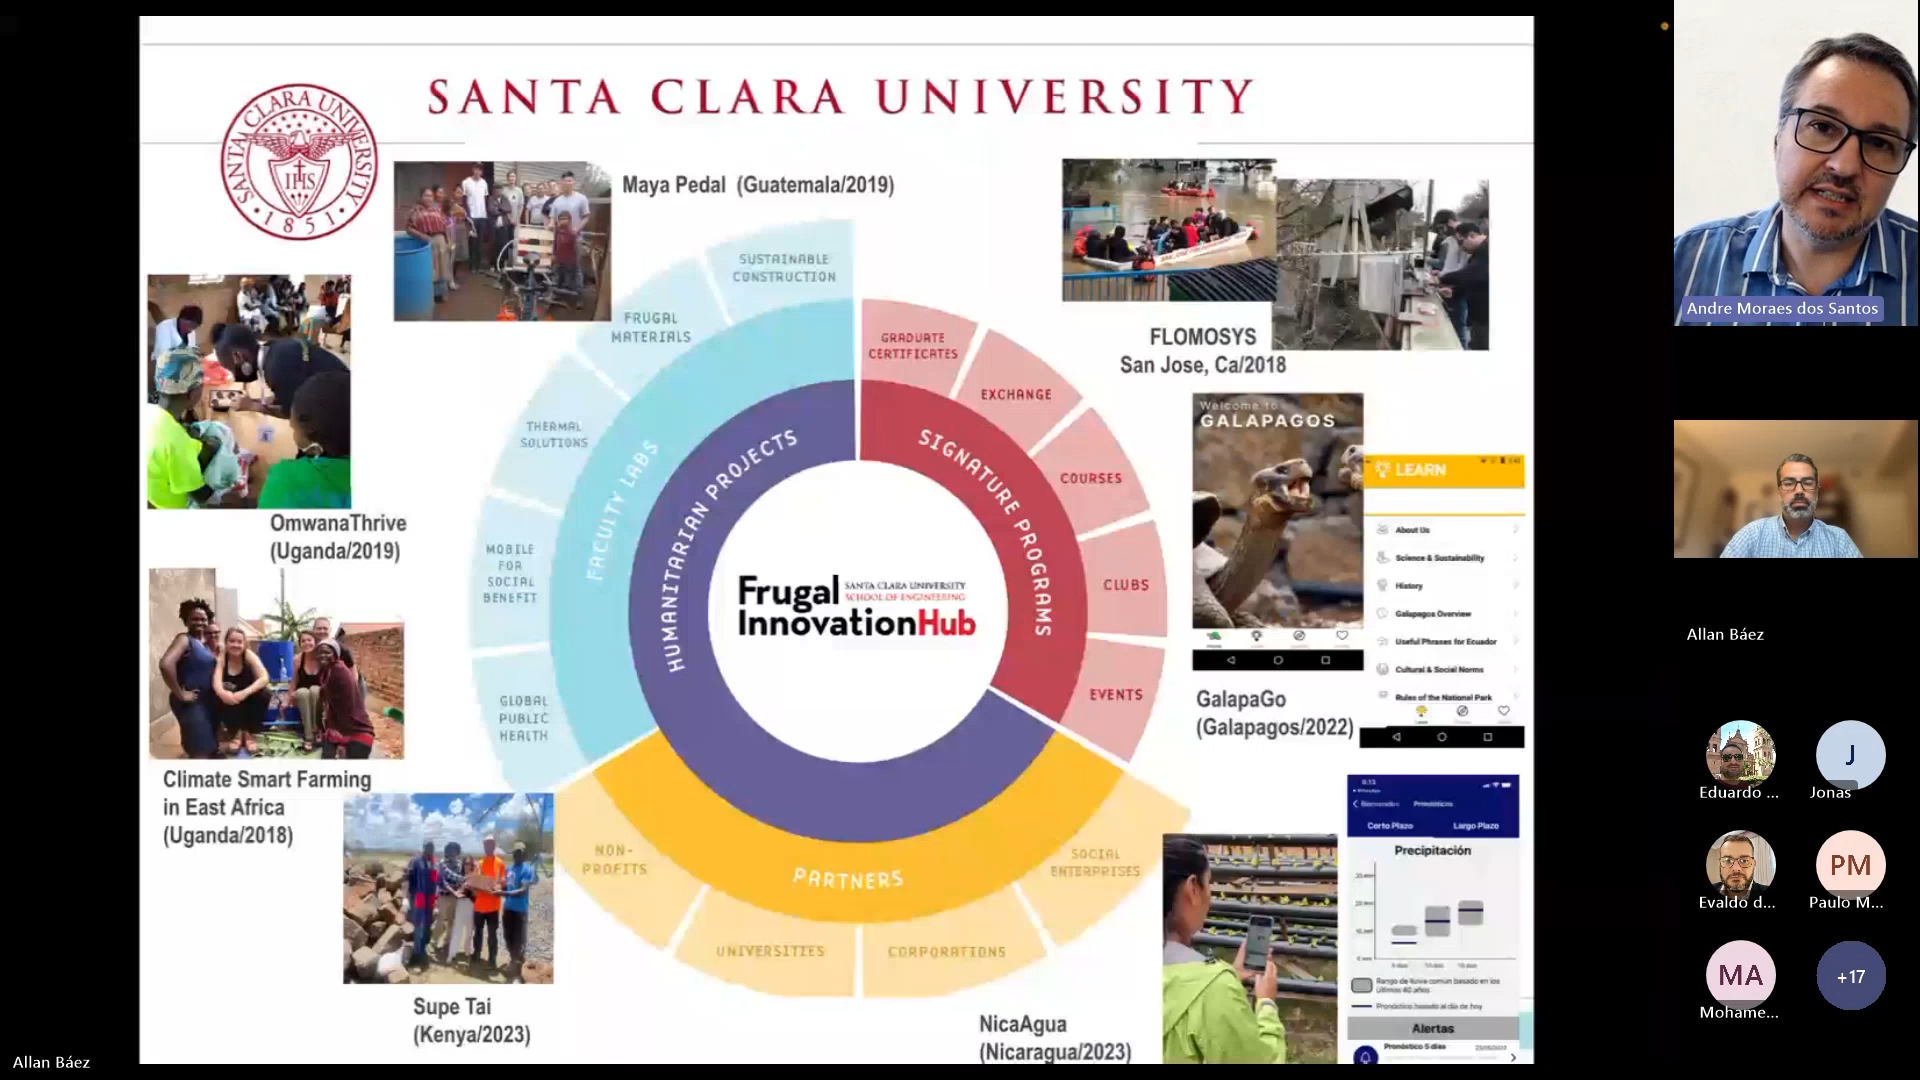 SANTA CLARA UNIVERSITY
SANTA CLARA UNIVERSITY
IHS
1851
Maya Pedal (Guatemala/2019)
FLOMOSYS
San Jose, Ca/2018
OmwanaThrive
(Uganda/2019)
Climate Smart Farming
in East Africa
(Uganda/2018)
Supe Tai
(Kenya/2023)
NicaAgua
(Nicaragua/2023)
GalapaGo
(Galapagos/2022)
SUSTAINABLE
CONSTRUCTION
FRUGAL
MATERIALS
THERMAL
SOLUTIONS
MOBILE
FOR
SOCIAL
BENEFIT
GLOBAL
PUBLIC
HEALTH
FACULTY LABS
HUMANITARIAN PROJECTS
SIGNATURE PROGRAMS
GRADUATE
CERTIFICATES
EXCHANGE
COURSES
CLUBS
EVENTS
PARTNERS
NON-
PROFITS
UNIVERSITIES
CORPORATIONS
SOCIAL
ENTERPRISES
Frugal
InnovationHub
SANTA CLARA UNIVERSITY
SCHOOL OF ENGINEERING
Welcome to
GALAPAGOS
LEARN
About Us
Science & Sustainability
History
Galapagos Overview
Useful Phrases for Ecuador
Cultural & Social Norms
Rules of the National Park
Corto Plazo
Largo Plazo
Precipitación
Rango de lluvia común basado en los
últimos 40 años
Pronóstico basado al día de hoy
Alertas
Pronóstico 5 días
Andre Moraes dos Santos
Allan Báez
Eduardo ...
J
Jonas
Evaldo d...
PM
Paulo M...
MA
Mohame...
+17
Allan Báez